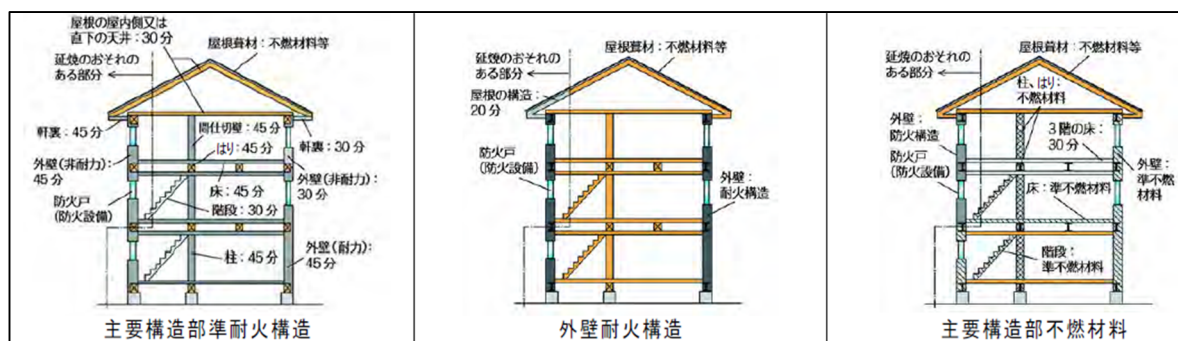 屋根の屋内側又は
直下の天井：30分
屋根葺材：不燃材料等
延焼のおそれの
ある部分
軒裏：45分
間仕切壁：45分
軒裏：30分
はり：45分
外壁(非耐力)：
45分
外壁(非耐力)：
30分
床：45分
防火戸
(防火設備)
階段：30分
外壁(耐力)：
45分
柱：45分
主要構造部準耐火構造
屋根葺材：不燃材料等
延焼のおそれの
ある部分
屋根の構造：
20分
防火戸
(防火設備)
外壁：
耐火構造
外壁耐火構造
屋根葺材：不燃材料等
延焼のおそれの
ある部分
柱、はり：
不燃材料
外壁：
防火構造
3階の床：
30分
防火戸
(防火設備)
外壁：
準不燃
材料
床：準不燃材料
階段：
準不燃材料
主要構造部不燃材料